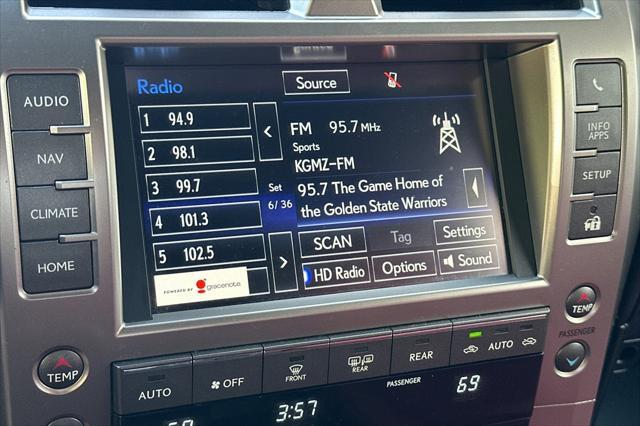 AUDIO
NAV
CLIMATE
HOME
TEMP
Radio
Source
1 94.9
2 98.1
3 99.7
4 101.3
5 102.5
POWERED BY gracenote
Set
6/ 36
FM 95.7 MHz
Sports
KGMZ-FM
95.7 The Game Home of
the Golden State Warriors
SCAN
Tag
Settings
HD Radio
Options
Sound
INFO
APPS
SETUP
TEMP
PASSENGER
AUTO
OFF
FRONT
REAR
REAR
AUTO
PASSENGER
3:57
69